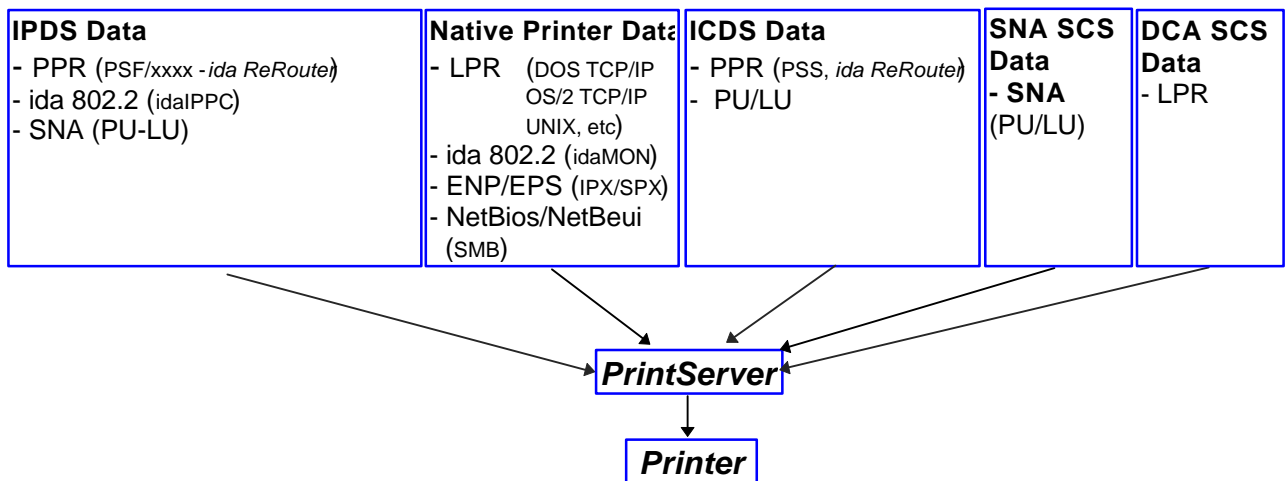 IPDS Data
- PPR (PSF/xxxx - ida ReRouter)
- ida 802.2 (idaIPPC)
- SNA (PU-LU)
Native Printer Data
- LPR (DOS TCP/IP
OS/2 TCP/IP
UNIX, etc)
- ida 802.2 (idaMON)
- ENP/EPS (IPX/SPX)
- NetBios/NetBeui
(SMB)
ICDS Data
- PPR (PSS, ida ReRouter)
- PU/LU
SNA SCS
Data
- SNA
(PU/LU)
DCA SCS
Data
- LPR
PrintServer
Printer